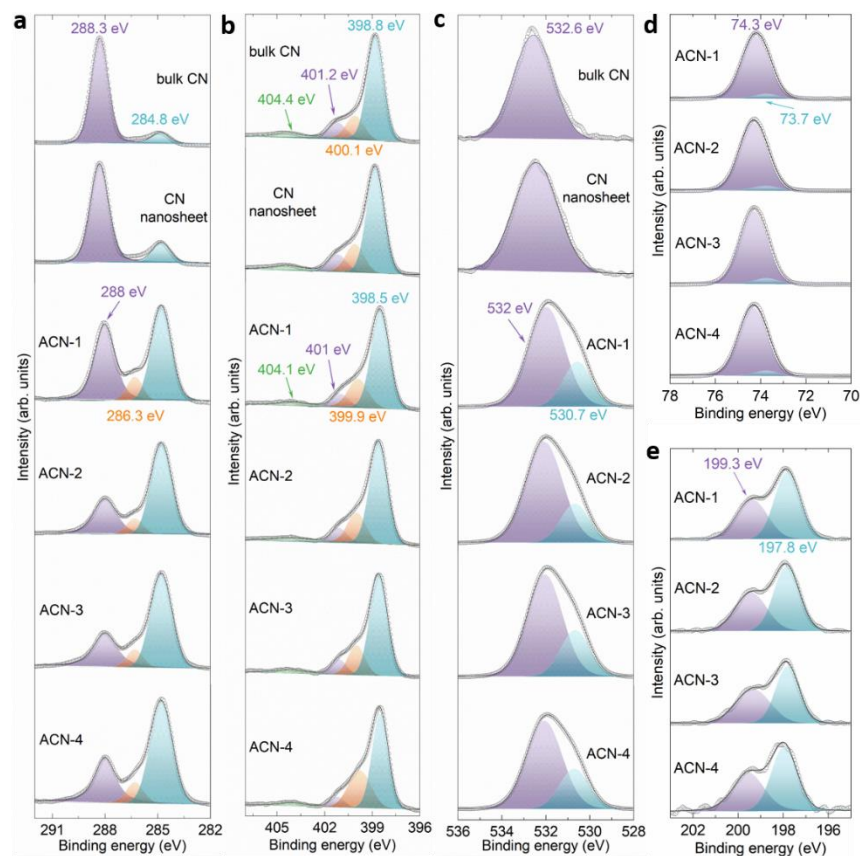 a
288.3 eV
bulk CN
284.8 eV
CN
nanosheet
288 eV
ACN-1
286.3 eV
ACN-2
ACN-3
ACN-4
Intensity (arb. units)
291 288 285 282
Binding energy (eV)
b
398.8 eV
bulk CN
401.2 eV
404.4 eV
400.1 eV
CN
nanosheet
398.5 eV
ACN-1
401 eV
404.1 eV
399.9 eV
ACN-2
ACN-3
ACN-4
Intensity (arb. units)
405 402 399 396
Binding energy (eV)
c
532.6 eV
bulk CN
CN
nanosheet
532 eV
ACN-1
530.7 eV
ACN-2
ACN-3
ACN-4
Intensity (arb. units)
536 534 532 530 528
Binding energy (eV)
d
74.3 eV
ACN-1
73.7 eV
ACN-2
ACN-3
ACN-4
Intensity (arb. units)
78 76 74 72 70
Binding energy (eV)
e
199.3 eV
ACN-1
197.8 eV
ACN-2
ACN-3
ACN-4
Intensity (arb. units)
202 200 198 196
Binding energy (eV)